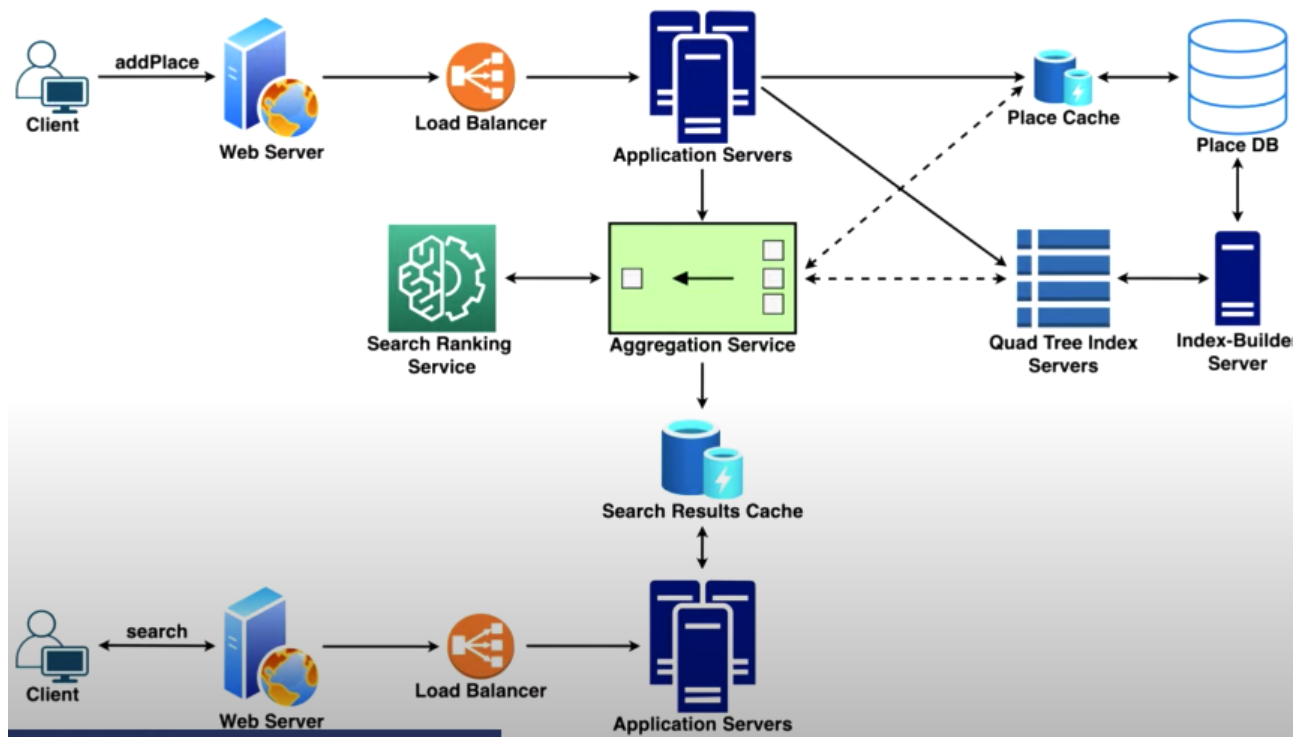 addPlace
Client
Web Server
Load Balancer
Application Servers
Place Cache
Place DB
Search Ranking
Service
Aggregation Service
Quad Tree Index
Servers
Index-Builder
Server
Search Results Cache
search
Client
Web Server
Load Balancer
Application Servers